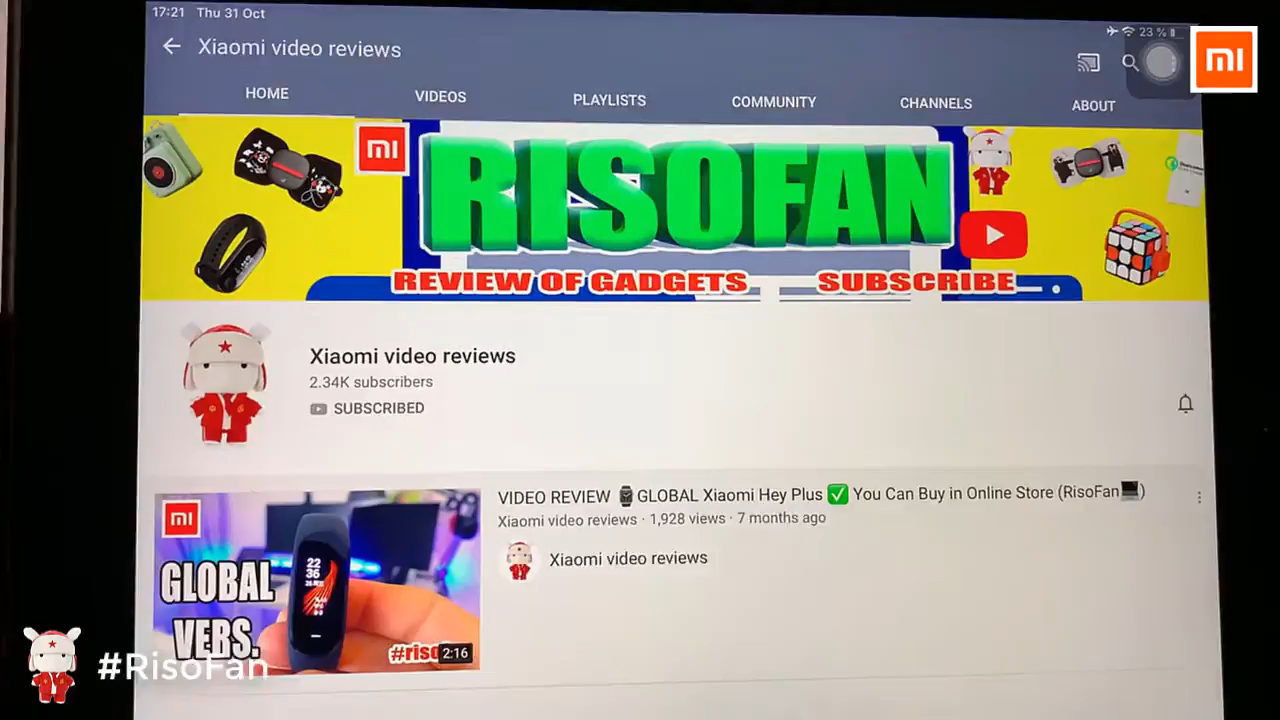 17:21 Thu 31 Oct
23 %
Xiaomi video reviews
mi
HOME VIDEOS PLAYLISTS COMMUNITY CHANNELS ABOUT
mi
RISOFAN
REVIEW OF GADGETS SUBSCRIBE
Xiaomi video reviews
2.34K subscribers
SUBSCRIBED
VIDEO REVIEW ⌚GLOBAL Xiaomi Hey Plus ✅ You Can Buy in Online Store (RisoFan💻)
Xiaomi video reviews · 1,928 views · 7 months ago
Xiaomi video reviews
mi
22
36
GLOBAL
VERS.
#riso
2:16
#RisoFan